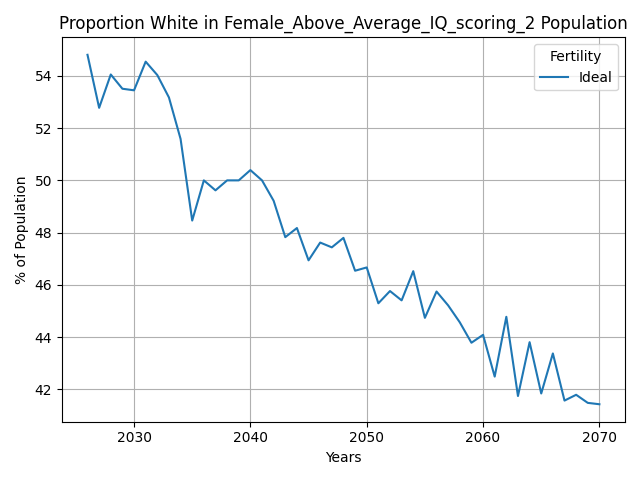 Proportion White in Female_Above_Average_IQ_scoring_2 Population
Fertility
Ideal
% of Population
54
52
50
48
46
44
42
2030
2040
2050
2060
2070
Years